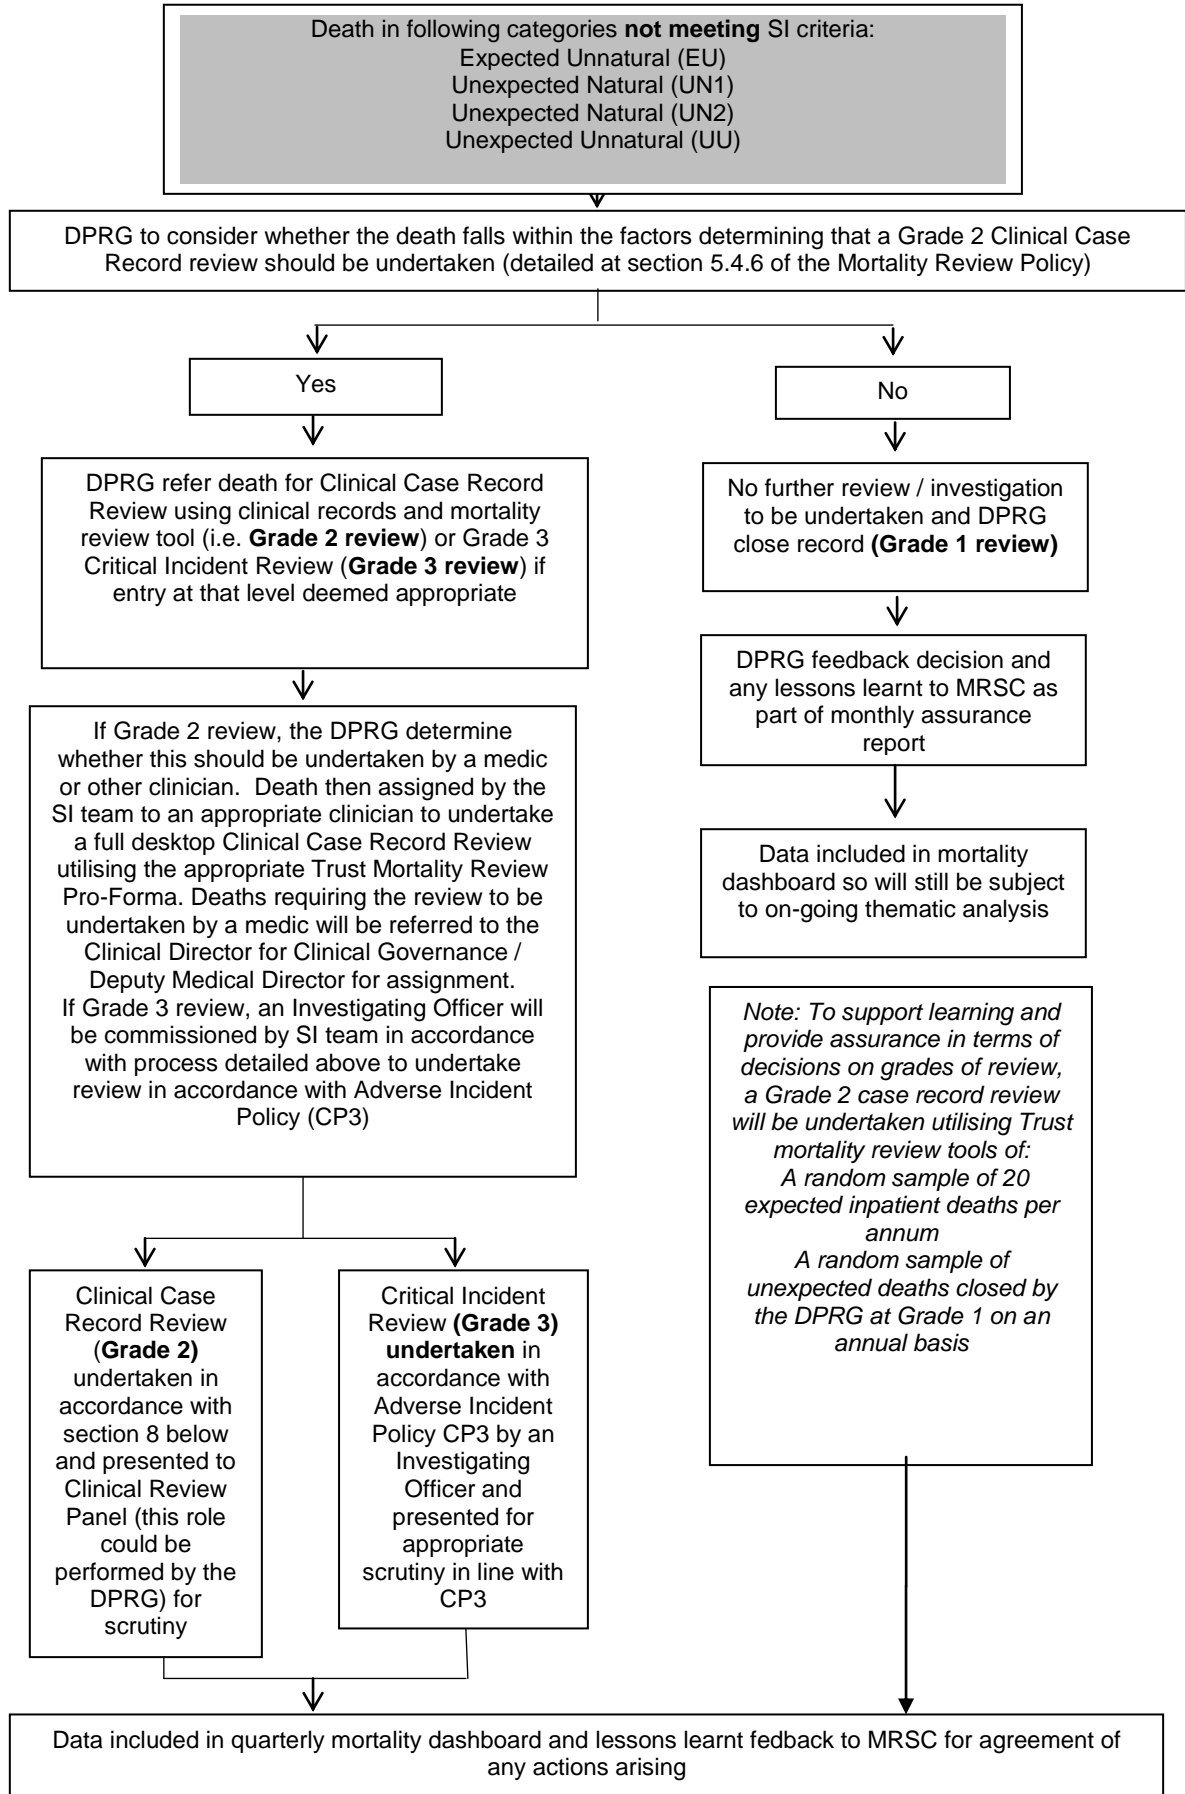 Death in following categories not meeting SI criteria:
Expected Unnatural (EU)
Unexpected Natural (UN1)
Unexpected Natural (UN2)
Unexpected Unnatural (UU)
DPRG to consider whether the death falls within the factors determining that a Grade 2 Clinical Case
Record review should be undertaken (detailed at section 5.4.6 of the Mortality Review Policy)
Yes
No
DPRG refer death for Clinical Case Record
Review using clinical records and mortality
review tool (i.e. Grade 2 review) or Grade 3
Critical Incident Review (Grade 3 review) if
entry at that level deemed appropriate
No further review / investigation
to be undertaken and DPRG
close record (Grade 1 review)
DPRG feedback decision and
any lessons learnt to MRSC as
part of monthly assurance
report
If Grade 2 review, the DPRG determine
whether this should be undertaken by a medic
or other clinician.  Death then assigned by the
SI team to an appropriate clinician to undertake
a full desktop Clinical Case Record Review
utilising the appropriate Trust Mortality Review
Pro-Forma. Deaths requiring the review to be
undertaken by a medic will be referred to the
Clinical Director for Clinical Governance /
Deputy Medical Director for assignment.
If Grade 3 review, an Investigating Officer will
be commissioned by SI team in accordance
with process detailed above to undertake
review in accordance with Adverse Incident
Policy (CP3)
Data included in mortality
dashboard so will still be subject
to on-going thematic analysis
Note: To support learning and
provide assurance in terms of
decisions on grades of review,
a Grade 2 case record review
will be undertaken utilising Trust
mortality review tools of:
A random sample of 20
expected inpatient deaths per
annum
A random sample of
unexpected deaths closed by
the DPRG at Grade 1 on an
annual basis
Clinical Case
Record Review
(Grade 2)
undertaken in
accordance with
section 8 below
and presented to
Clinical Review
Panel (this role
could be
performed by the
DPRG) for
scrutiny
Critical Incident
Review (Grade 3)
undertaken in
accordance with
Adverse Incident
Policy CP3 by an
Investigating
Officer and
presented for
appropriate
scrutiny in line with
CP3
Data included in quarterly mortality dashboard and lessons learnt fedback to MRSC for agreement of
any actions arising